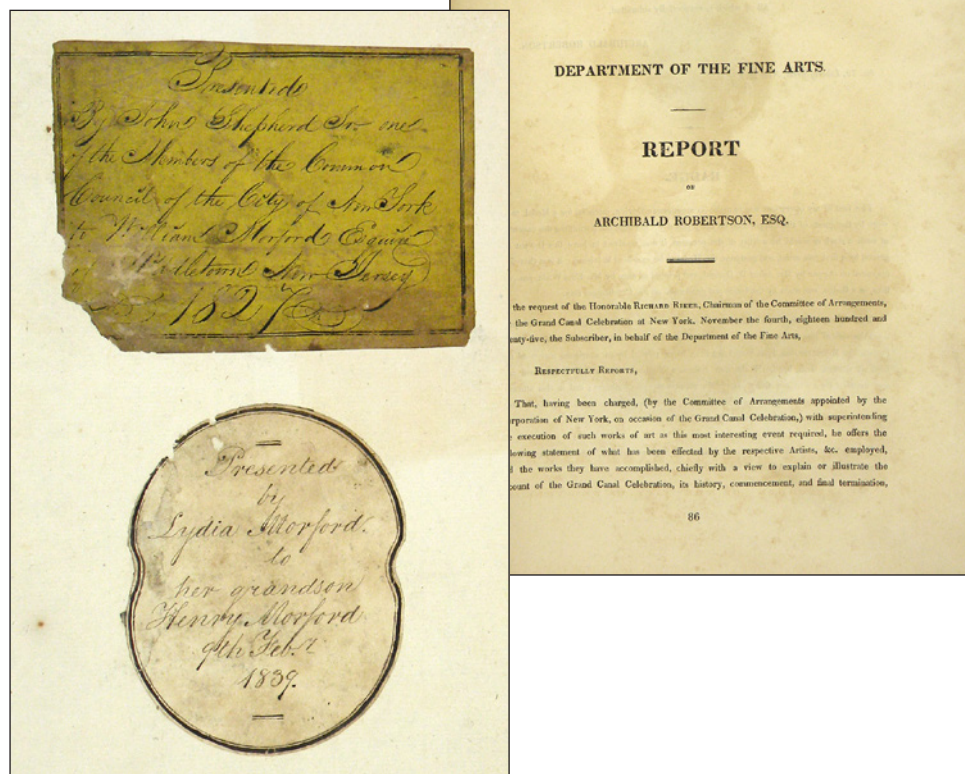 Presented
By John Shepherd Sr. one
of the Members of the Common
Council of the City of New York
to William Morford Esquire
of Middletown New Jersey
1827
Presented
by
Lydia Morford.
to
her grandson
Henry Morford
9th Feb.r
1839.
DEPARTMENT OF THE FINE ARTS.
REPORT
OF
ARCHIBALD ROBERTSON, ESQ.
the request of the Honorable RICHARD RIKER, Chairman of the Committee of Arrangements,
the Grand Canal Celebration at New York, November the fourth, eighteen hundred and
nty-five, the Subscriber, in behalf of the Department of the Fine Arts,
RESPECTFULLY REPORTS,
That, having been charged, (by the Committee of Arrangements appointed by the
rporation of New York, on occasion of the Grand Canal Celebration,) with superintending
execution of such works of art as this most interesting event required, he offers the
lowing statement of what has been effected by the respective Artists, &c. employed,
the works they have accomplished, chiefly with a view to explain or illustrate the
count of the Grand Canal Celebration, its history, commencement, and final termination,
86